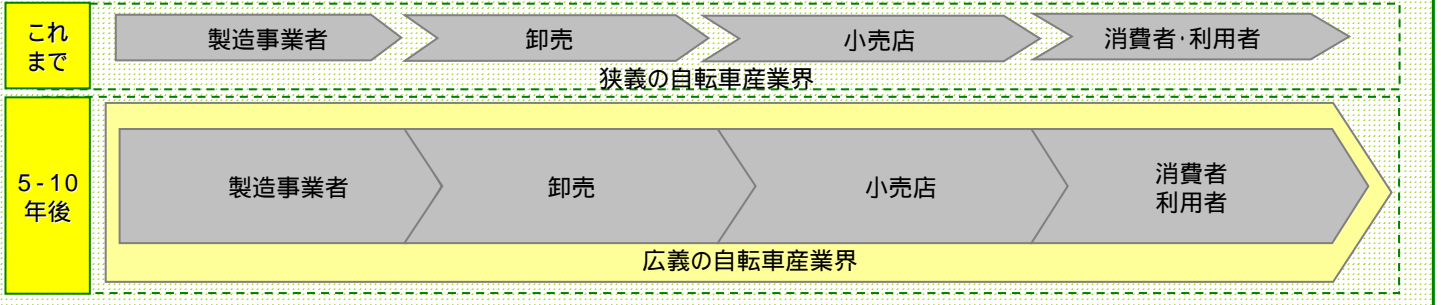 これ
まで
製造事業者
卸売
小売店
消費者・利用者
狭義の自転車産業界
5-10
年後
製造事業者
卸売
小売店
消費者
利用者
広義の自転車産業界